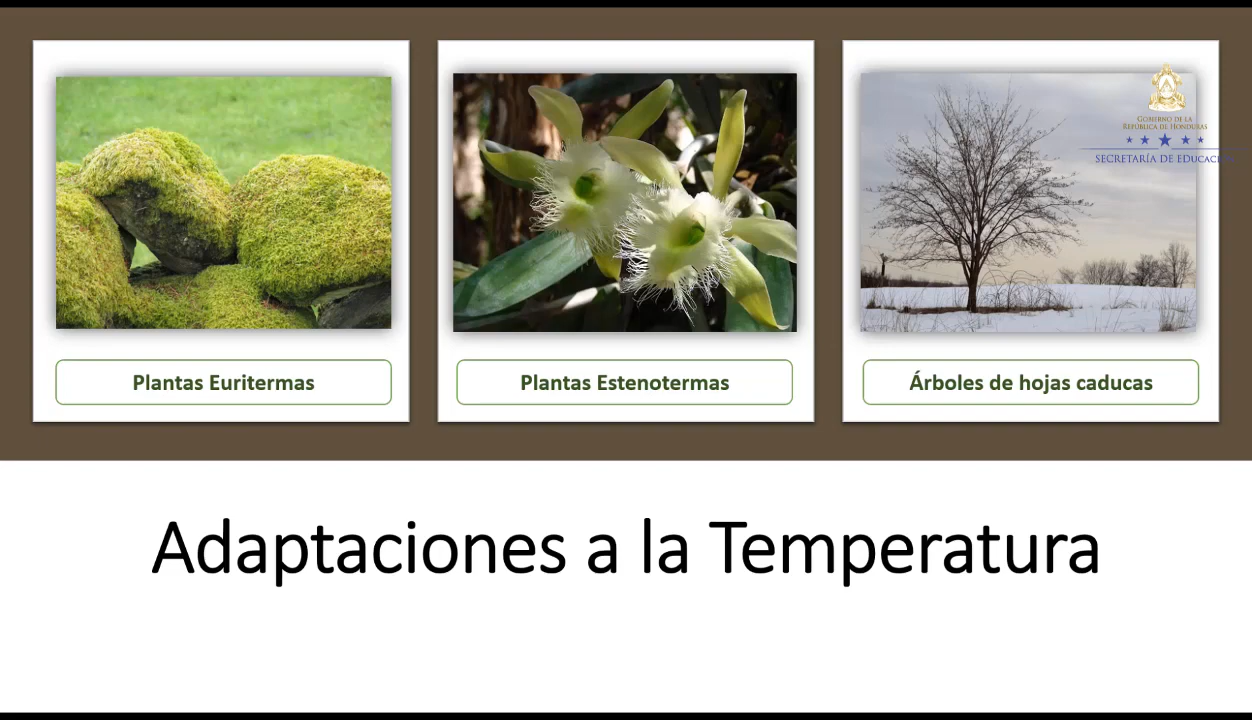 GOBIERNO DE LA
REPÚBLICA DE HONDURAS
SECRETARÍA DE EDUCACIÓN
Plantas Euritermas
Plantas Estenotermas
Árboles de hojas caducas
Adaptaciones a la Temperatura